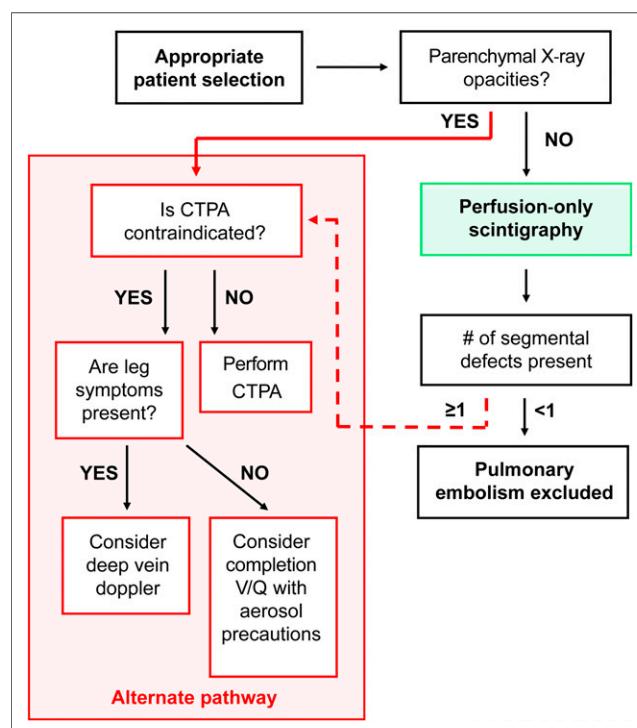 Appropriate
patient selection
Parenchymal X-ray
opacities?
YES
NO
Is CTPA
contraindicated?
Perfusion-only
scintigraphy
YES
NO
# of segmental
defects present
Are leg
symptoms
present?
Perform
CTPA
≥1
<1
YES
NO
Pulmonary
embolism excluded
Consider
deep vein
doppler
Consider
completion
V/Q with
aerosol
precautions
Alternate pathway